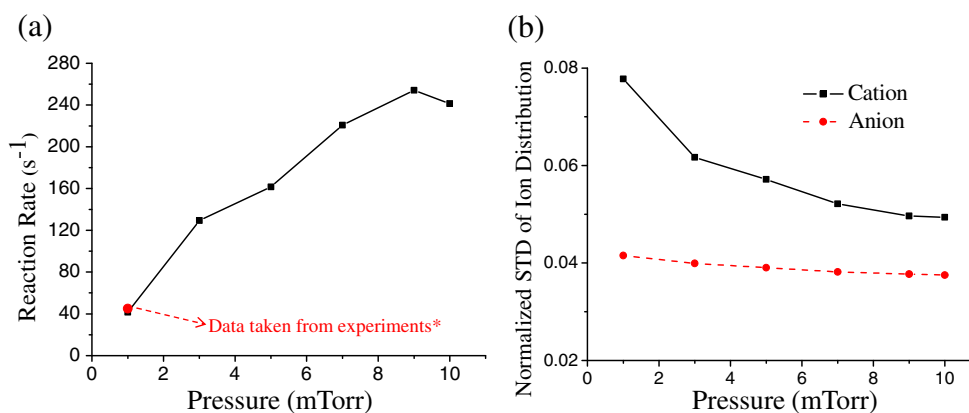 (a)
Reaction Rate (s⁻¹)
280
240
200
160
120
80
40
0
Data taken from experiments*
0 2 4 6 8 10
Pressure (mTorr)
(b)
Normalized STD of Ion Distribution
0.08
0.06
0.04
0.02
Cation
Anion
0 2 4 6 8 10
Pressure (mTorr)